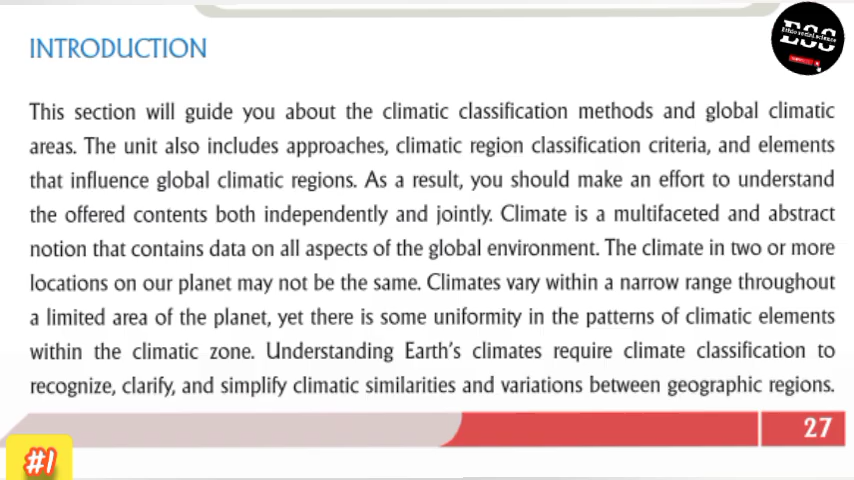 INTRODUCTION
ESS
Ethio social science
This section will guide you about the climatic classification methods and global climatic
areas. The unit also includes approaches, climatic region classification criteria, and elements
that influence global climatic regions. As a result, you should make an effort to understand
the offered contents both independently and jointly. Climate is a multifaceted and abstract
notion that contains data on all aspects of the global environment. The climate in two or more
locations on our planet may not be the same. Climates vary within a narrow range throughout
a limited area of the planet, yet there is some uniformity in the patterns of climatic elements
within the climatic zone. Understanding Earth's climates require climate classification to
recognize, clarify, and simplify climatic similarities and variations between geographic regions.
27
#1